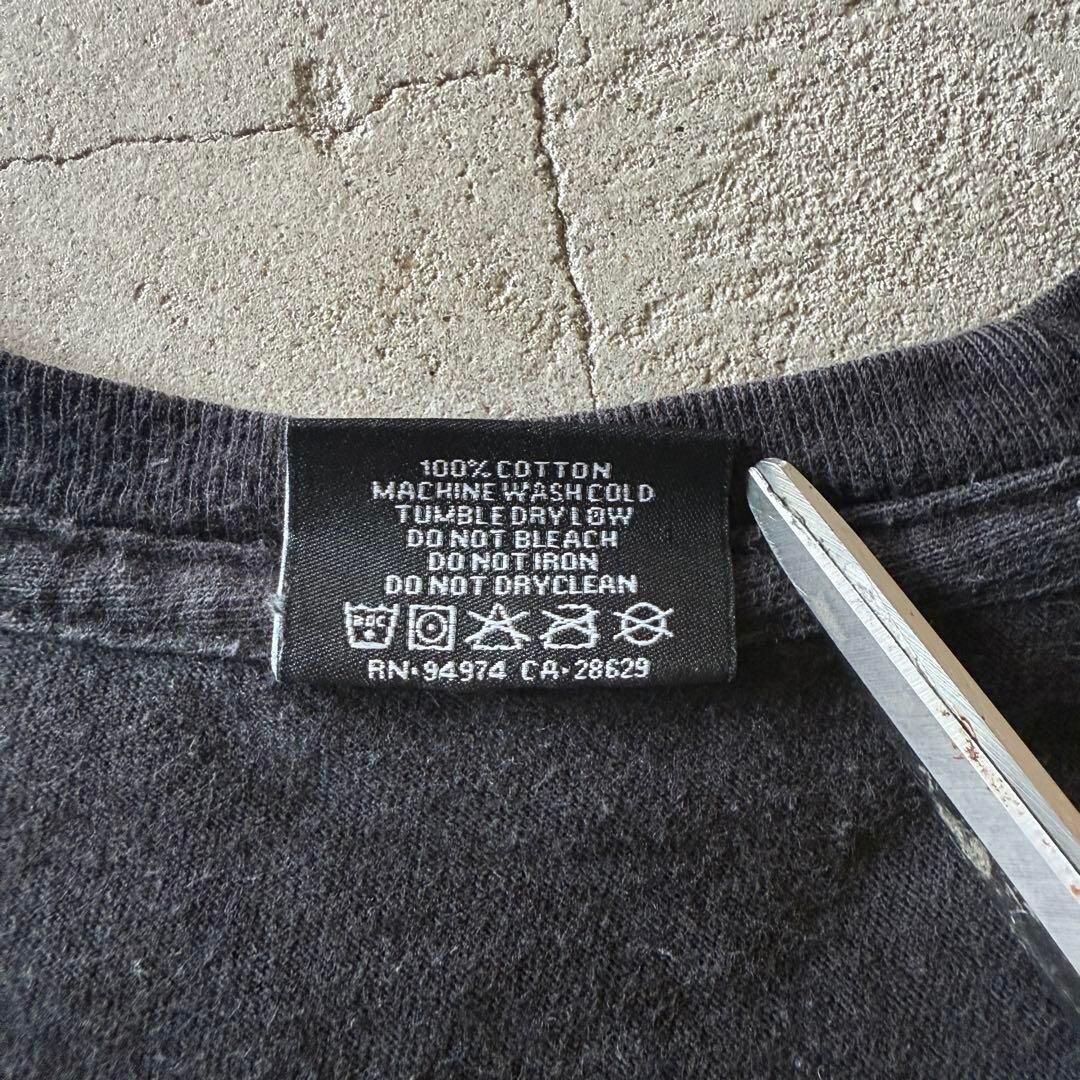 100% COTTON
MACHINE WASH COLD
TUMBLE DRY LOW
DO NOT BLEACH
DO NOT IRON
DO NOT DRYCLEAN
RN•94974 CA•28629